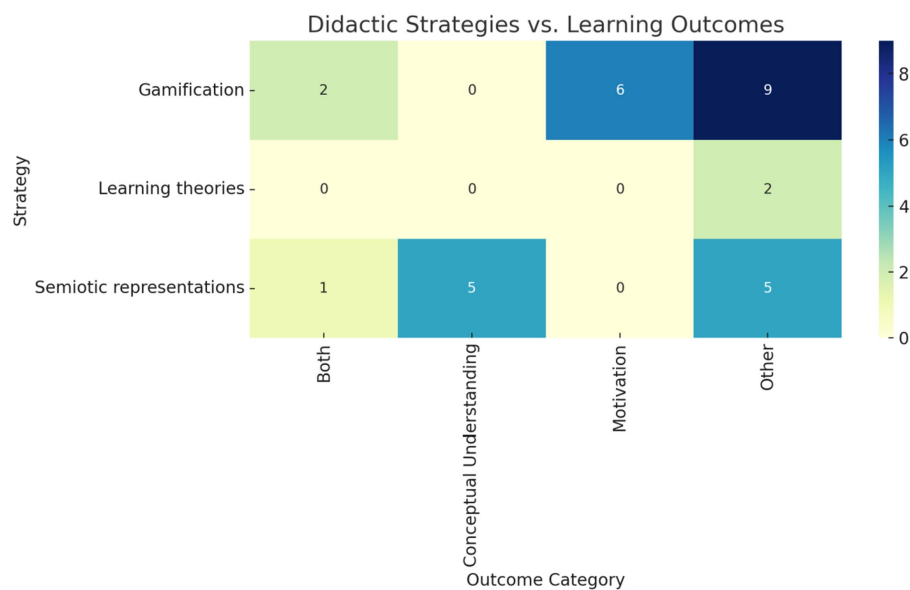 Didactic Strategies vs. Learning Outcomes
Strategy
Gamification
2 0 6 9
Learning theories
0 0 0 2
Semiotic representations
1 5 0 5
Both
Conceptual Understanding
Motivation
Other
Outcome Category
8
6
4
2
0